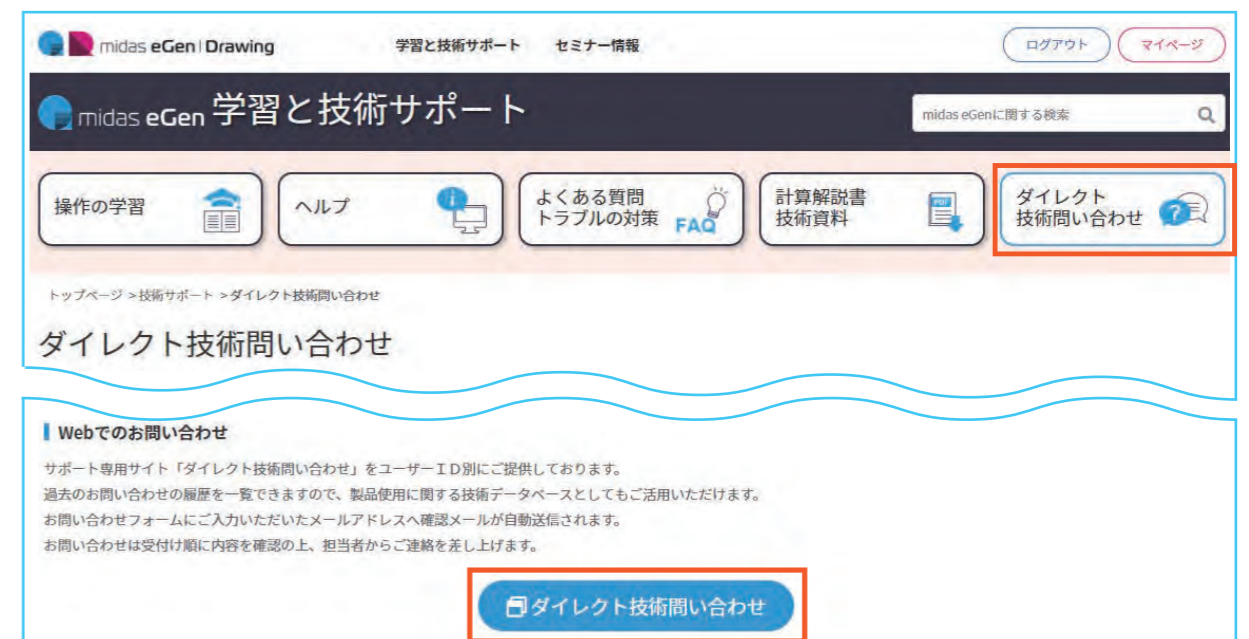 midas eGen | Drawing 学習と技術サポート セミナー情報 ログアウト マイページ
midas eGen 学習と技術サポート midas eGenに関する検索
操作の学習
ヘルプ
よくある質問
トラブルの対策 FAQ
計算解説書
技術資料 PDF
ダイレクト
技術問い合わせ
トップページ >技術サポート >ダイレクト技術問い合わせ
ダイレクト技術問い合わせ
Webでのお問い合わせ
サポート専用サイト「ダイレクト技術問い合わせ」をユーザーＩＤ別にご提供しております。
過去のお問い合わせの履歴を一覧できますので、製品使用に関する技術データベースとしてもご活用いただけます。
お問い合わせフォームにご入力いただいたメールアドレスへ確認メールが自動送信されます。
お問い合わせは受付け順に内容を確認の上、担当者からご連絡を差し上げます。
ダイレクト技術問い合わせ